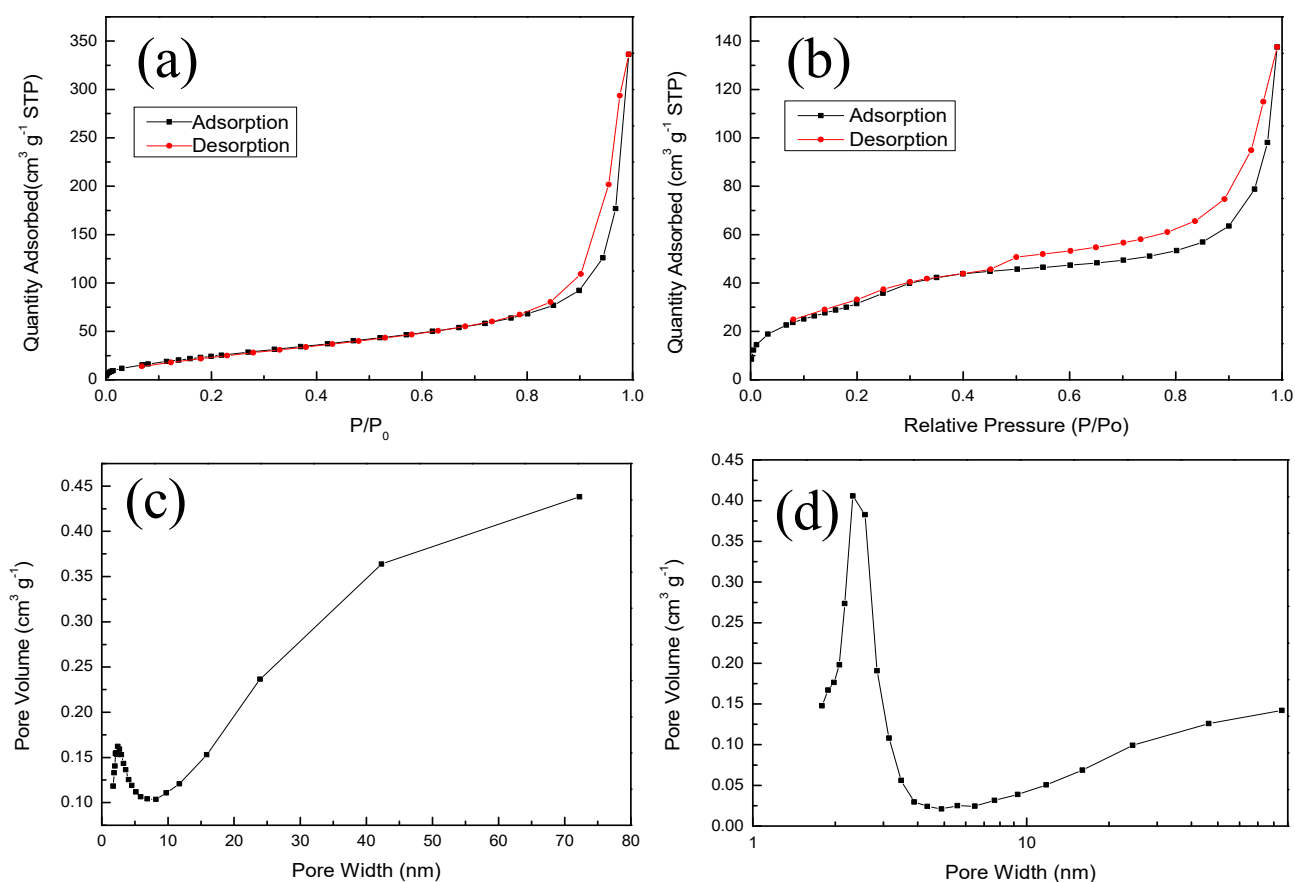 (a)
Adsorption
Desorption
350
300
250
200
150
100
50
0
0.0 0.2 0.4 0.6 0.8 1.0
Quantity Adsorbed(cm³ g⁻¹ STP)
P/P₀
(b)
Adsorption
Desorption
140
120
100
80
60
40
20
0
0.0 0.2 0.4 0.6 0.8 1.0
Quantity Adsorbed (cm³ g⁻¹ STP)
Relative Pressure (P/Po)
(c)
0.45
0.40
0.35
0.30
0.25
0.20
0.15
0.10
0 10 20 30 40 50 60 70 80
Pore Volume (cm³ g⁻¹)
Pore Width (nm)
(d)
0.45
0.40
0.35
0.30
0.25
0.20
0.15
0.10
0.05
0.00
1 10
Pore Volume (cm³ g⁻¹)
Pore Width (nm)